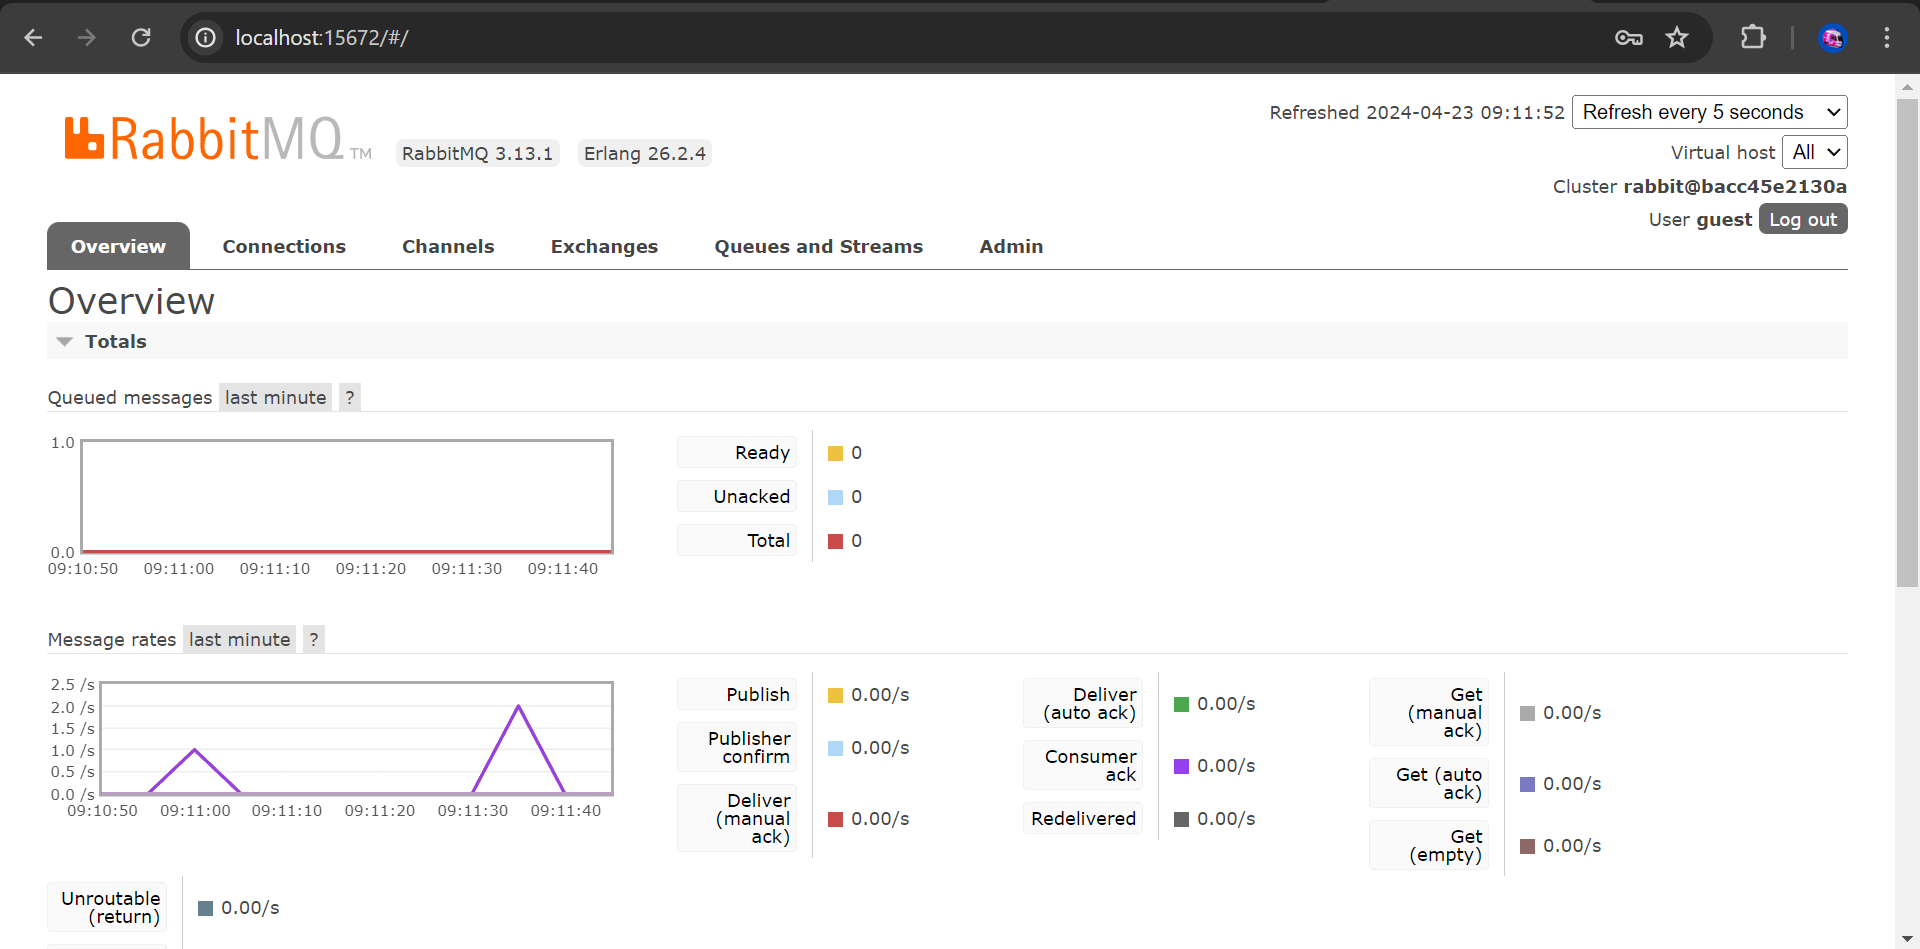 localhost:15672/#/
RabbitMQ TM
RabbitMQ 3.13.1
Erlang 26.2.4
Refreshed 2024-04-23 09:11:52
Refresh every 5 seconds
Virtual host
All
Cluster rabbit@bacc45e2130a
User guest
Log out
Overview
Connections
Channels
Exchanges
Queues and Streams
Admin
Overview
Totals
Queued messages last minute ?
1.0
0.0
09:10:50
09:11:00
09:11:10
09:11:20
09:11:30
09:11:40
Ready
0
Unacked
0
Total
0
Message rates last minute ?
2.5 /s
2.0 /s
1.5 /s
1.0 /s
0.5 /s
0.0 /s
09:10:50
09:11:00
09:11:10
09:11:20
09:11:30
09:11:40
Publish
0.00/s
Publisher
confirm
0.00/s
Deliver
(manual
ack)
0.00/s
Deliver
(auto ack)
0.00/s
Consumer
ack
0.00/s
Redelivered
0.00/s
Get
(manual
ack)
0.00/s
Get (auto
ack)
0.00/s
Get
(empty)
0.00/s
Unroutable
(return)
0.00/s